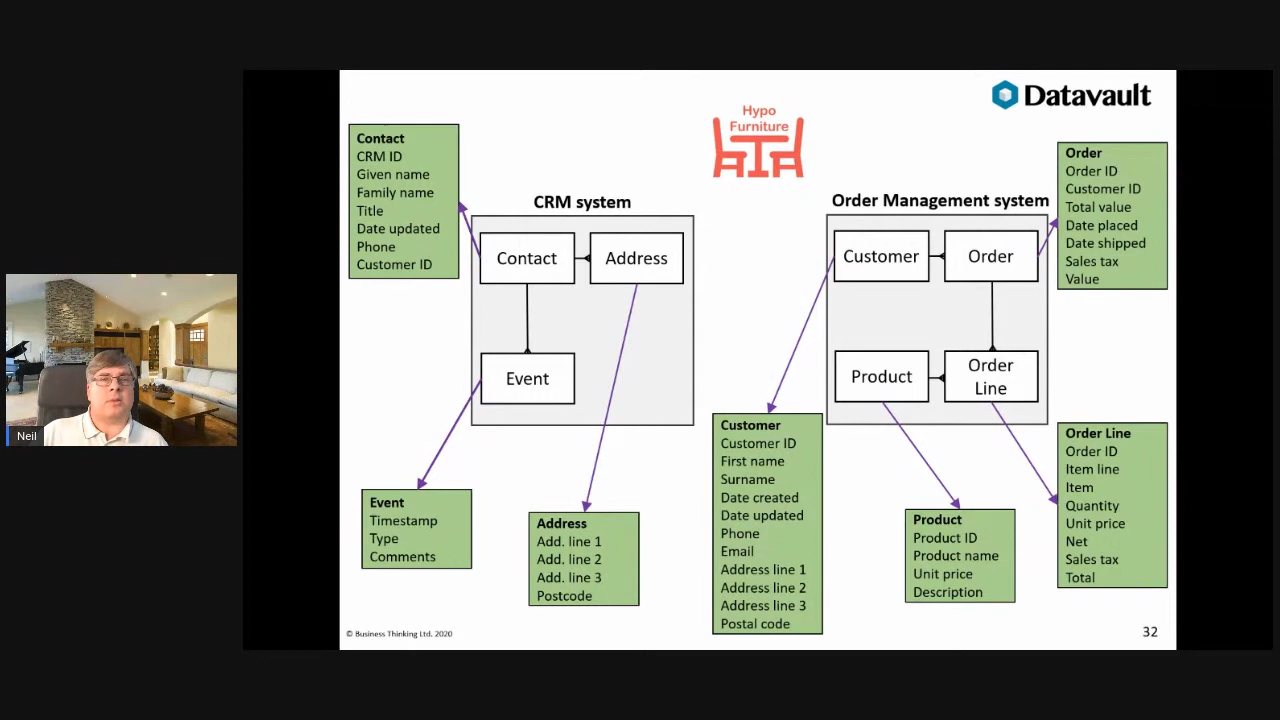 Datavault
Hypo
Furniture
Contact
CRM ID
Given name
Family name
Title
Date updated
Phone
Customer ID
CRM system
Contact
Address
Event
Order Management system
Customer
Order
Product
Order
Line
Order
Order ID
Customer ID
Total value
Date placed
Date shipped
Sales tax
Value
Neil
Event
Timestamp
Type
Comments
Address
Add. line 1
Add. line 2
Add. line 3
Postcode
Customer
Customer ID
First name
Surname
Date created
Date updated
Phone
Email
Address line 1
Address line 2
Address line 3
Postal code
Product
Product ID
Product name
Unit price
Description
Order Line
Order ID
Item line
Item
Quantity
Unit price
Net
Sales tax
Total
© Business Thinking Ltd. 2020
32